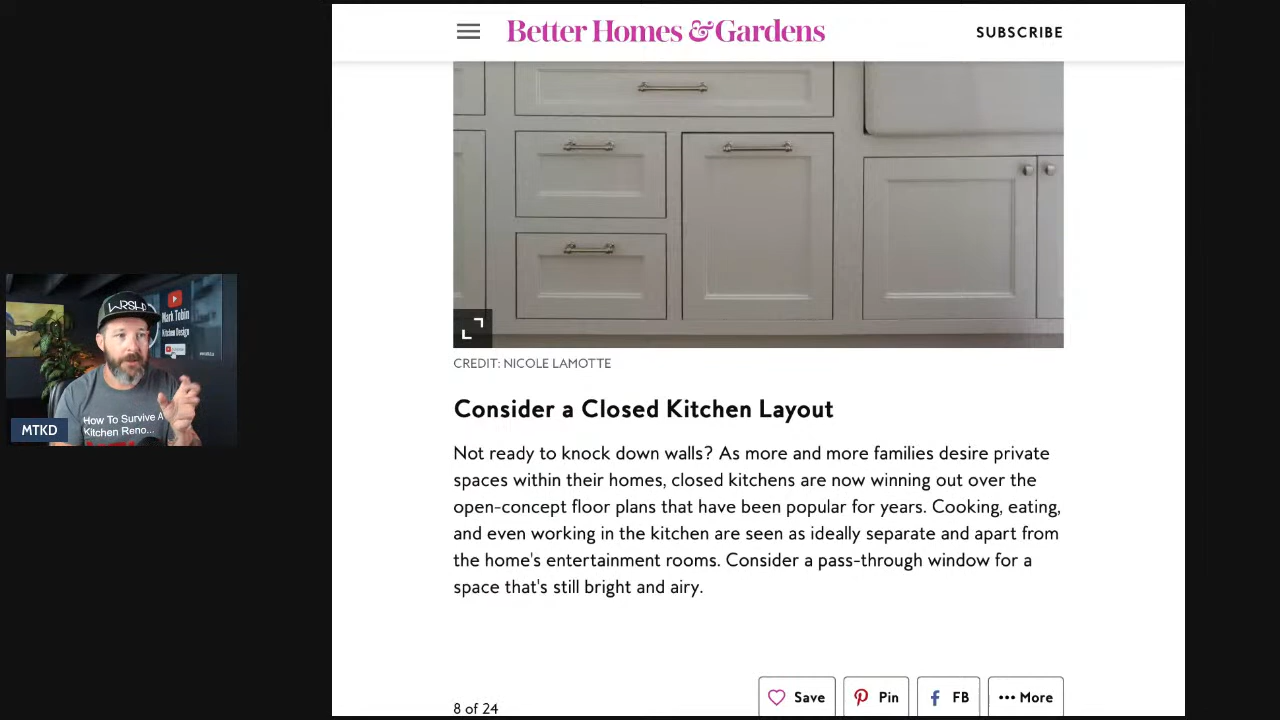 Better Homes & Gardens
SUBSCRIBE
CREDIT: NICOLE LAMOTTE
Consider a Closed Kitchen Layout
Not ready to knock down walls? As more and more families desire private
spaces within their homes, closed kitchens are now winning out over the
open-concept floor plans that have been popular for years. Cooking, eating,
and even working in the kitchen are seen as ideally separate and apart from
the home's entertainment rooms. Consider a pass-through window for a
space that's still bright and airy.
8 of 24
Save
Pin
FB
More
Mark Tobin
Kitchen Design
How To Survive A
Kitchen Reno...
MTKD